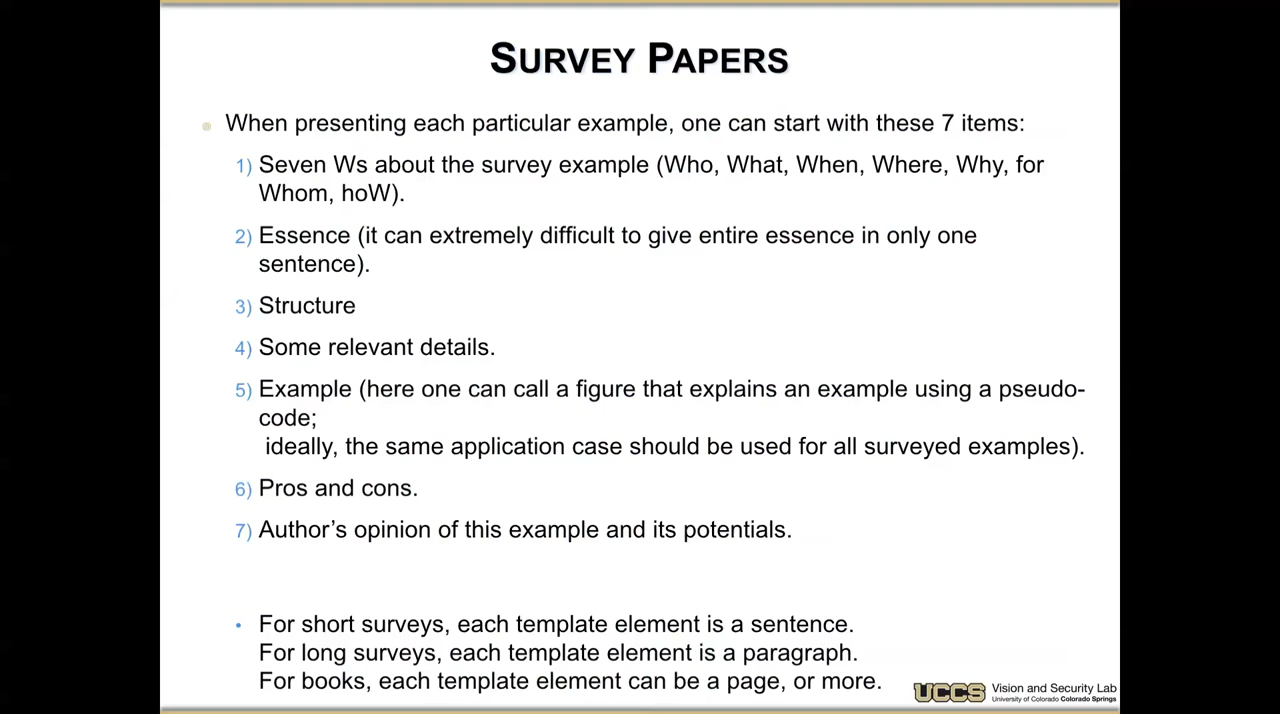 SURVEY PAPERS
When presenting each particular example, one can start with these 7 items:
1) Seven Ws about the survey example (Who, What, When, Where, Why, for
Whom, hoW).
2) Essence (it can extremely difficult to give entire essence in only one
sentence).
3) Structure
4) Some relevant details.
5) Example (here one can call a figure that explains an example using a pseudo-
code;
ideally, the same application case should be used for all surveyed examples).
6) Pros and cons.
7) Author’s opinion of this example and its potentials.
For short surveys, each template element is a sentence.
For long surveys, each template element is a paragraph.
For books, each template element can be a page, or more.
UCCS Vision and Security Lab
University of Colorado Colorado Springs